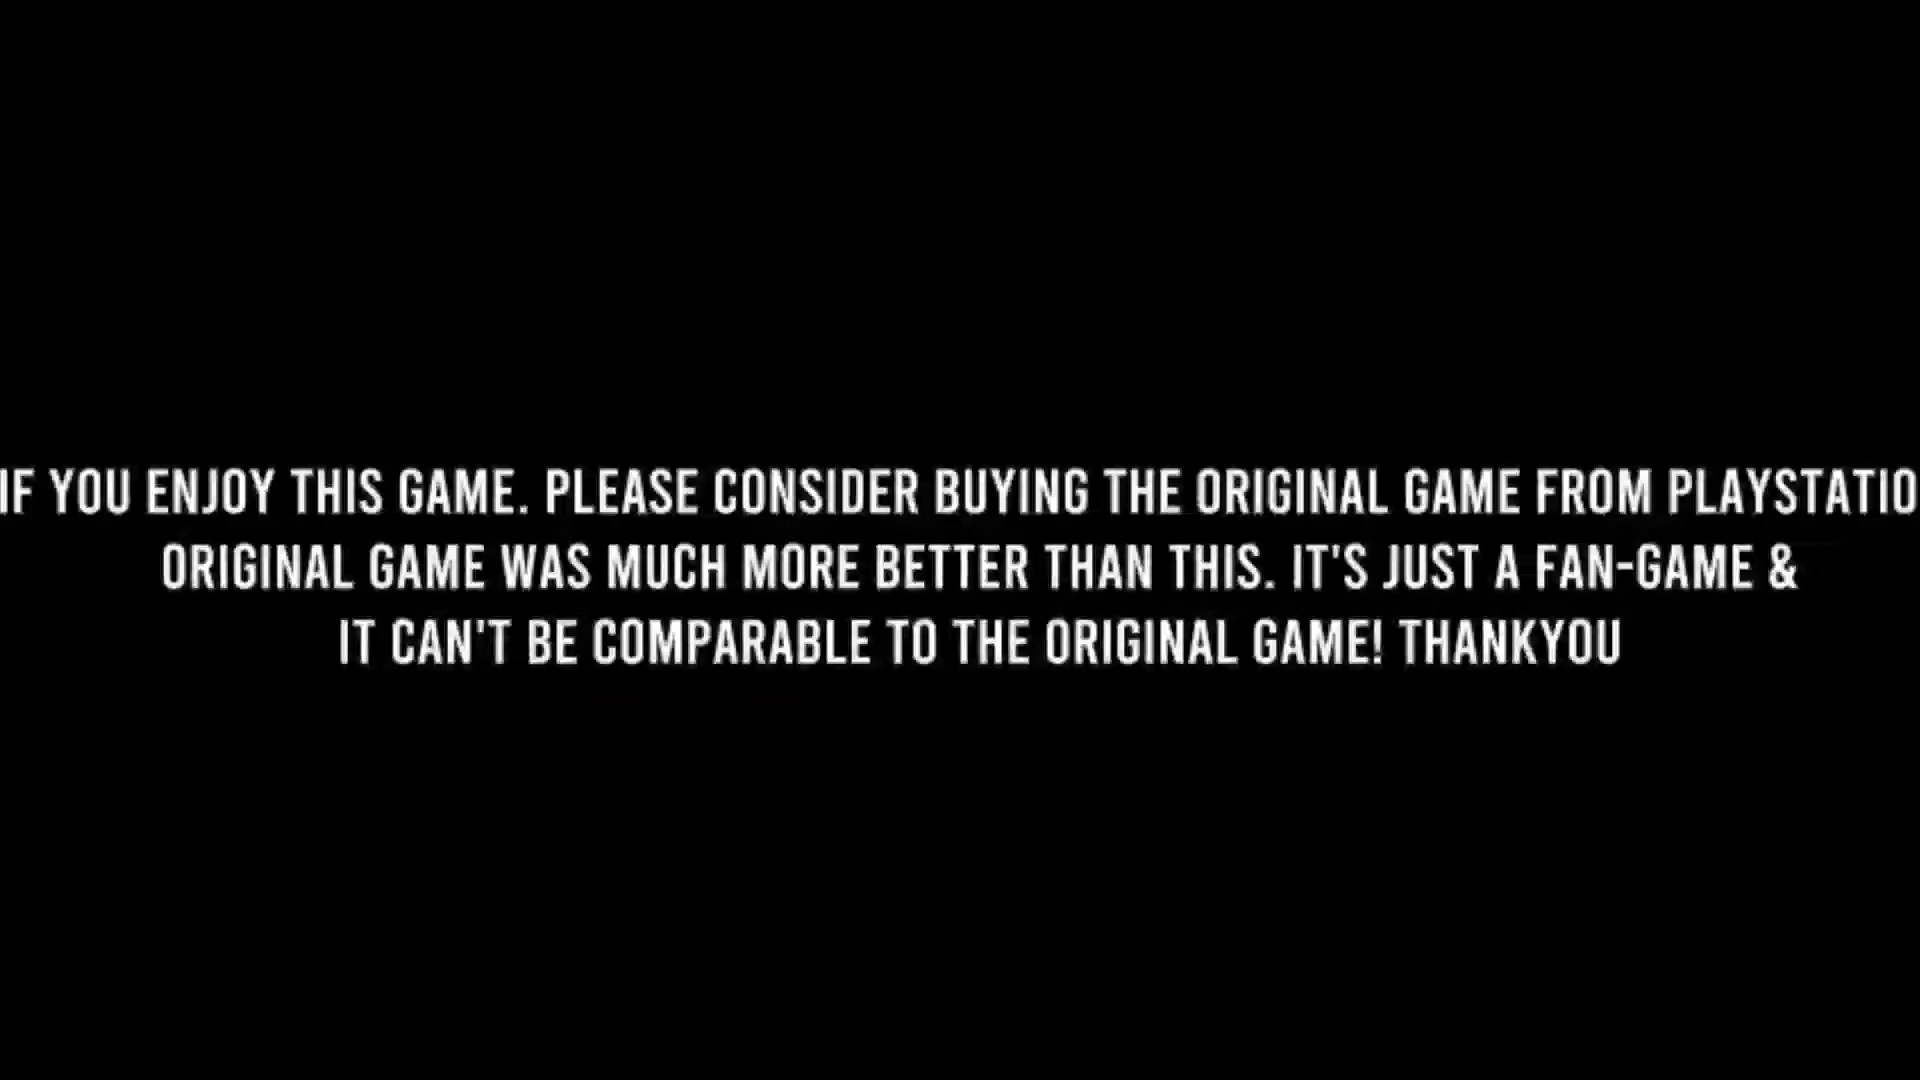 IF YOU ENJOY THIS GAME. PLEASE CONSIDER BUYING THE ORIGINAL GAME FROM PLAYSTATIO
ORIGINAL GAME WAS MUCH MORE BETTER THAN THIS. IT'S JUST A FAN-GAME &
IT CAN'T BE COMPARABLE TO THE ORIGINAL GAME! THANKYOU